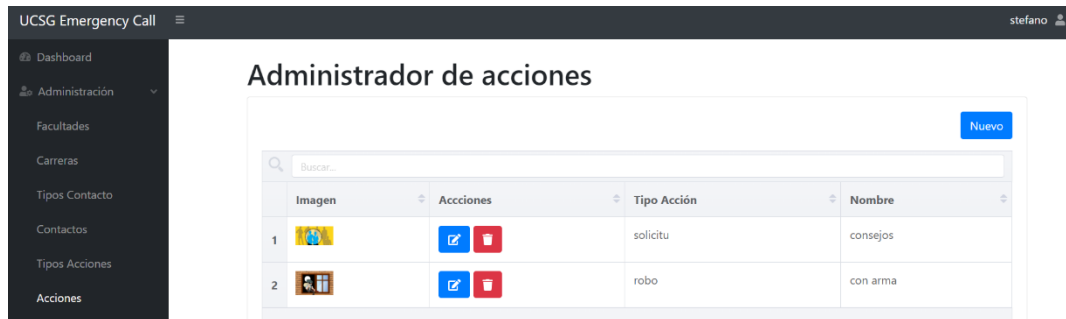 UCSG Emergency Call
stefano
Dashboard
Administración
Facultades
Carreras
Tipos Contacto
Contactos
Tipos Acciones
Acciones
Administrador de acciones
Nuevo
Buscar...
Imagen Accciones Tipo Acción Nombre
1 solicitu consejos
2 robo con arma